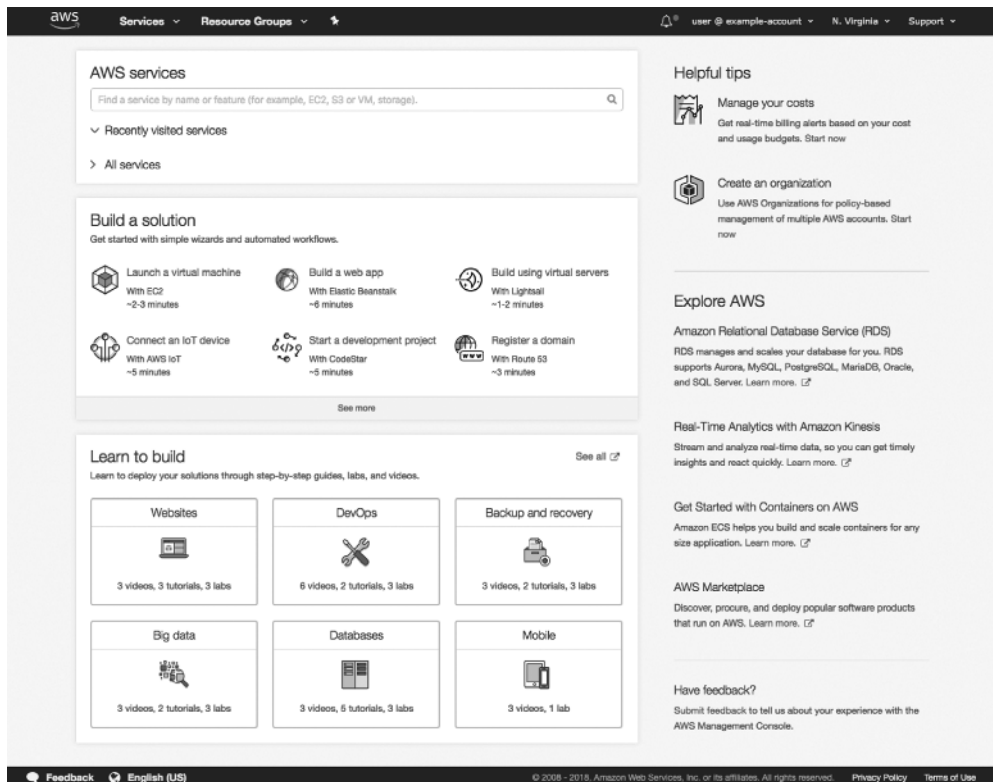 aws Services Resource Groups user @ example-account N. Virginia Support
AWS services
Find a service by name or feature (for example, EC2, S3 or VM, storage).
Recently visited services
All services
Build a solution
Get started with simple wizards and automated workflows.
Launch a virtual machine
With EC2
~2-3 minutes
Build a web app
With Elastic Beanstalk
~6 minutes
Build using virtual servers
With Lightsail
~1-2 minutes
Connect an IoT device
With AWS IoT
~5 minutes
Start a development project
With CodeStar
~5 minutes
Register a domain
With Route 53
~3 minutes
See more
Learn to build
See all
Learn to deploy your solutions through step-by-step guides, labs, and videos.
Websites
3 videos, 3 tutorials, 3 labs
DevOps
6 videos, 2 tutorials, 3 labs
Backup and recovery
3 videos, 2 tutorials, 3 labs
Big data
3 videos, 2 tutorials, 3 labs
Databases
3 videos, 5 tutorials, 3 labs
Mobile
3 videos, 1 lab
Helpful tips
Manage your costs
Get real-time billing alerts based on your cost
and usage budgets. Start now
Create an organization
Use AWS Organizations for policy-based
management of multiple AWS accounts. Start
now
Explore AWS
Amazon Relational Database Service (RDS)
RDS manages and scales your database for you. RDS
supports Aurora, MySQL, PostgreSQL, MariaDB, Oracle,
and SQL Server. Learn more.
Real-Time Analytics with Amazon Kinesis
Stream and analyze real-time data, so you can get timely
insights and react quickly. Learn more.
Get Started with Containers on AWS
Amazon ECS helps you build and scale containers for any
size application. Learn more.
AWS Marketplace
Discover, procure, and deploy popular software products
that run on AWS. Learn more.
Have feedback?
Submit feedback to tell us about your experience with the
AWS Management Console.
Feedback English (US) © 2008 - 2018, Amazon Web Services, Inc. or its affiliates. All rights reserved. Privacy Policy Terms of Use